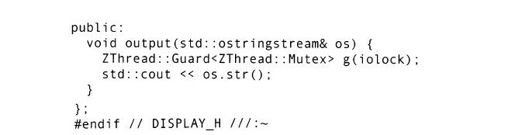 public:
  void output(std::ostringstream& os) {
    ZThread::Guard<ZThread::Mutex> g(iolock);
    std::cout << os.str();
  }
};
#endif // DISPLAY_H ///:~